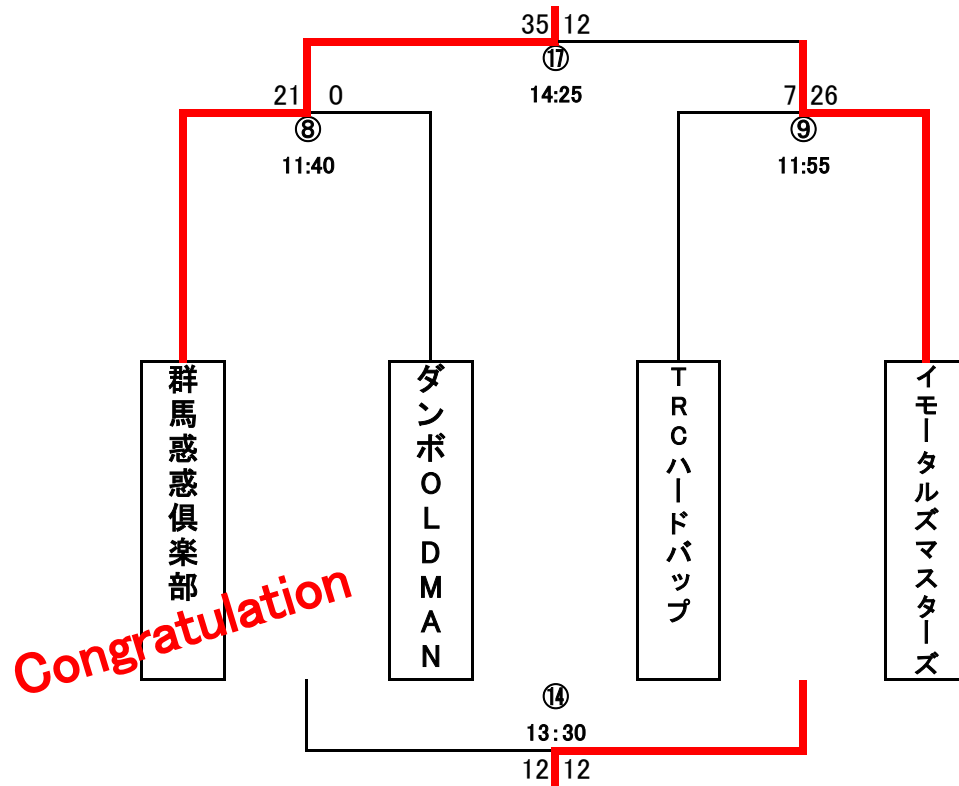 35 12
⑰
14:25
21 0
⑧
11:40
7 26
⑨
11:55
群馬惑惑倶楽部
ダンボOLDMAN
TRCハードバップ
イモータルズマスターズ
Congratulation
⑭
13:30
12 12